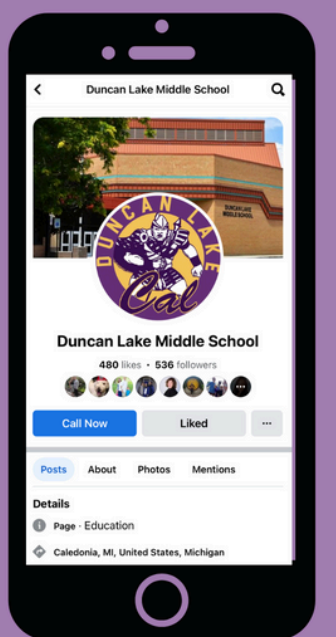 Duncan Lake Middle School
DUNCAN LAKE
MIDDLE SCHOOL
DUNCAN LAKE
Cal
Duncan Lake Middle School
480 likes • 536 followers
Call Now
Liked
...
Posts
About
Photos
Mentions
Details
Page · Education
Caledonia, MI, United States, Michigan